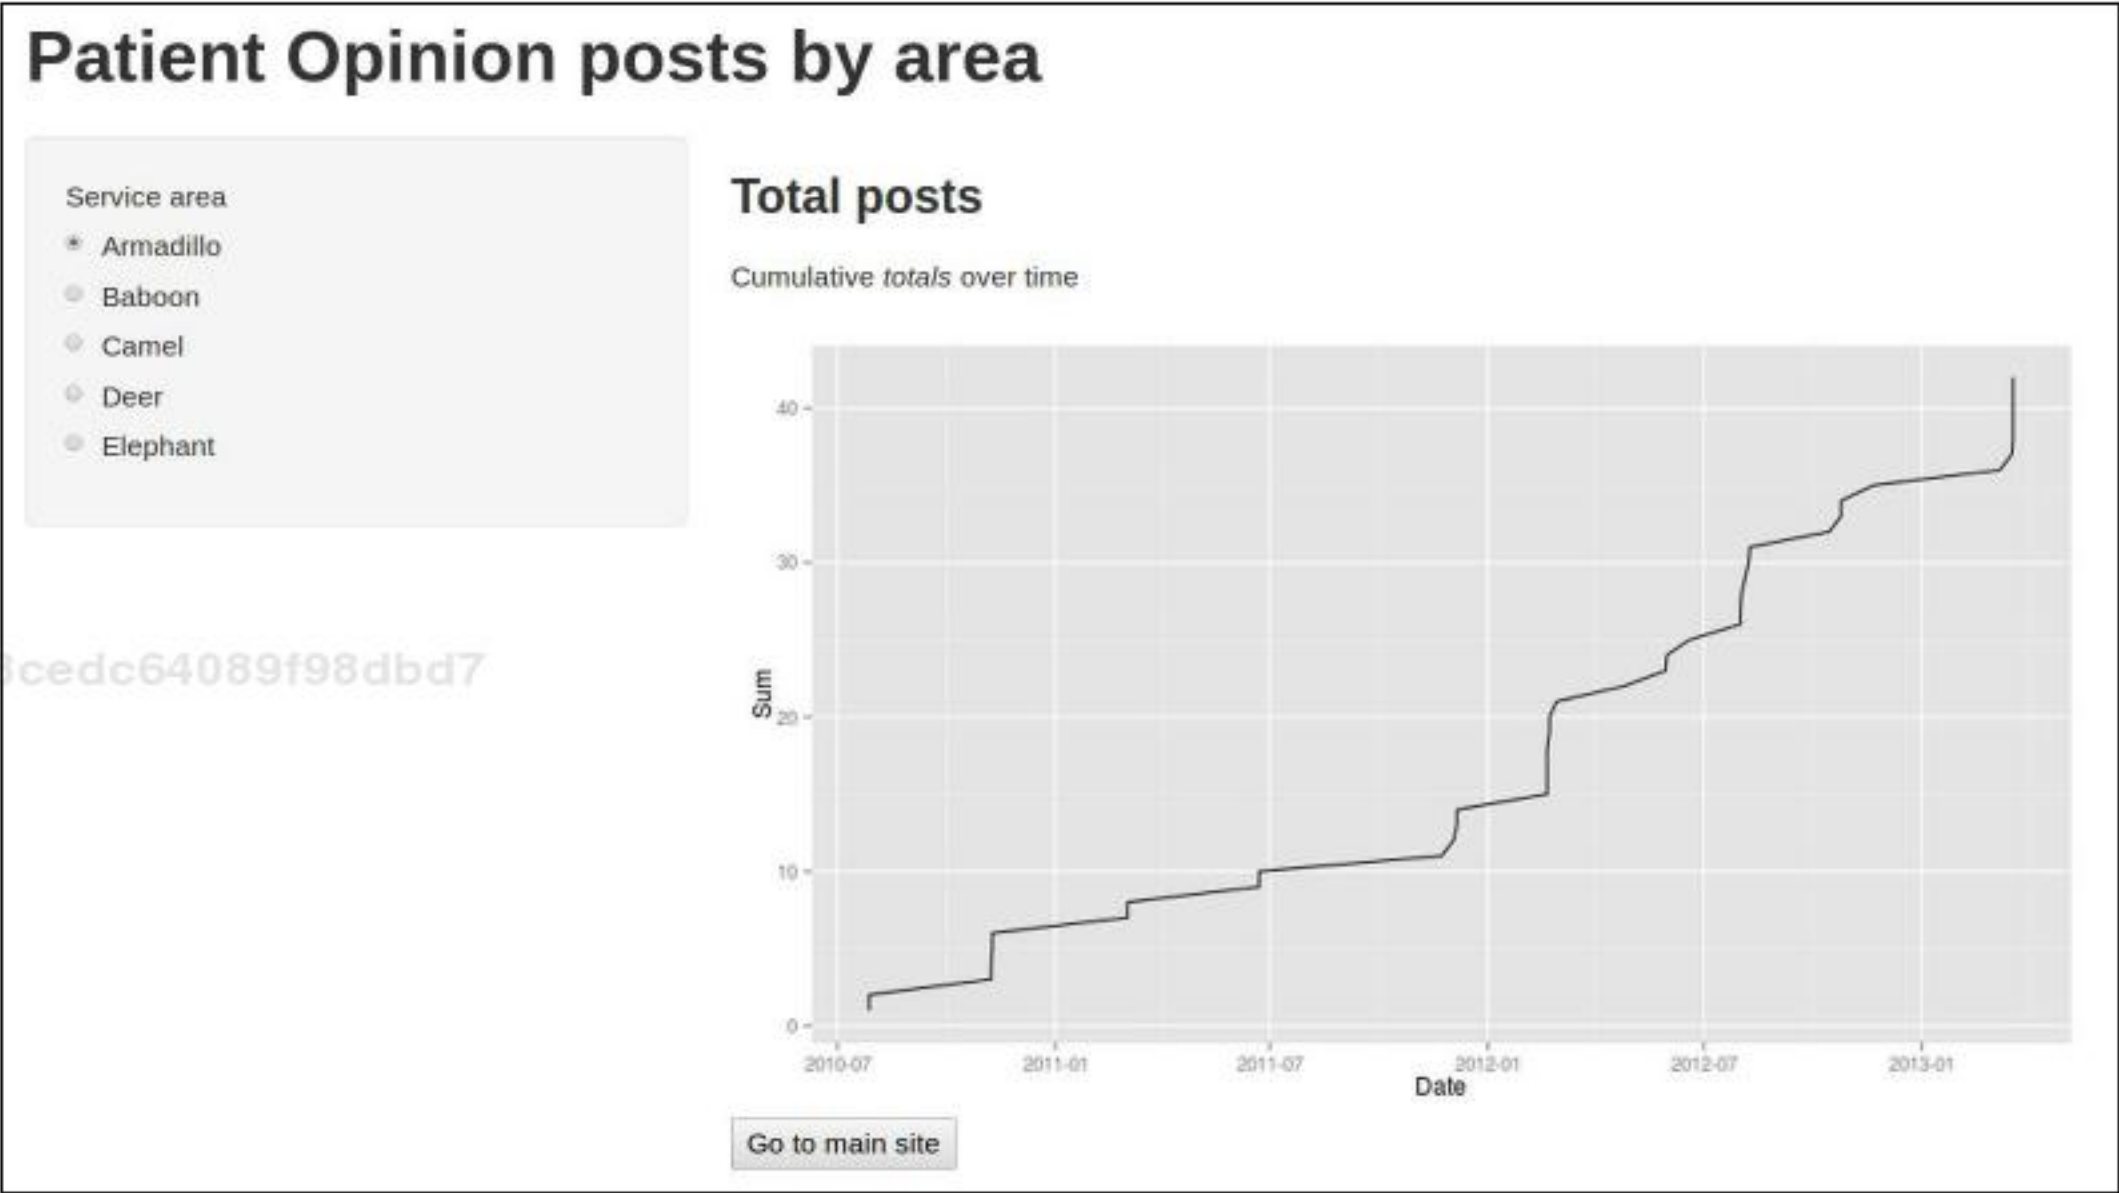 Patient Opinion posts by area
Service area
Armadillo
Baboon
Camel
Deer
Elephant
Total posts
Cumulative totals over time
40
30
20
10
0
Sum
2010-07 2011-01 2011-07 2012-01 2012-07 2013-01
Date
Go to main site
cedc64089f98dbd7